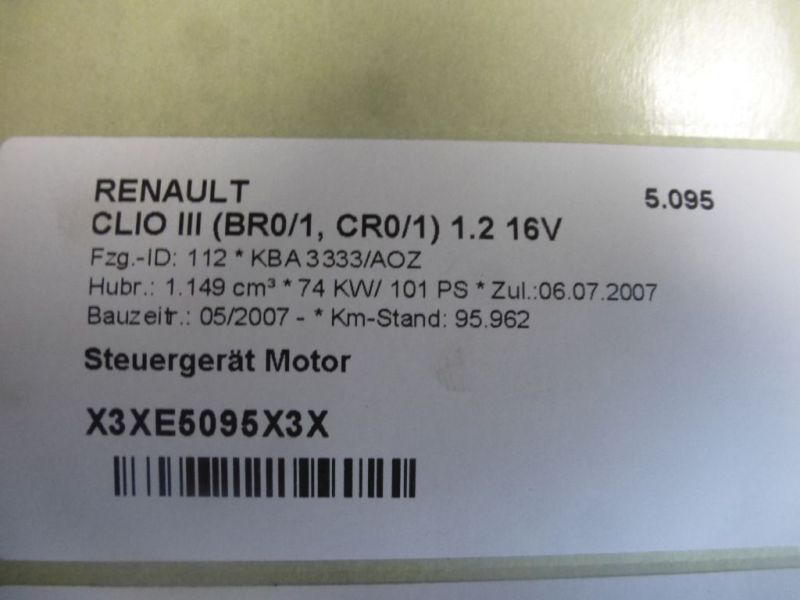 RENAULT 5.095
CLIO III (BR0/1, CR0/1) 1.2 16V
Fzg.-ID: 112 * KBA 3333/AOZ
Hubr.: 1.149 cm³ * 74 KW/ 101 PS * Zul.:06.07.2007
Bauzeitr.: 05/2007 - * Km-Stand: 95.962
Steuergerät Motor
X3XE5095X3X